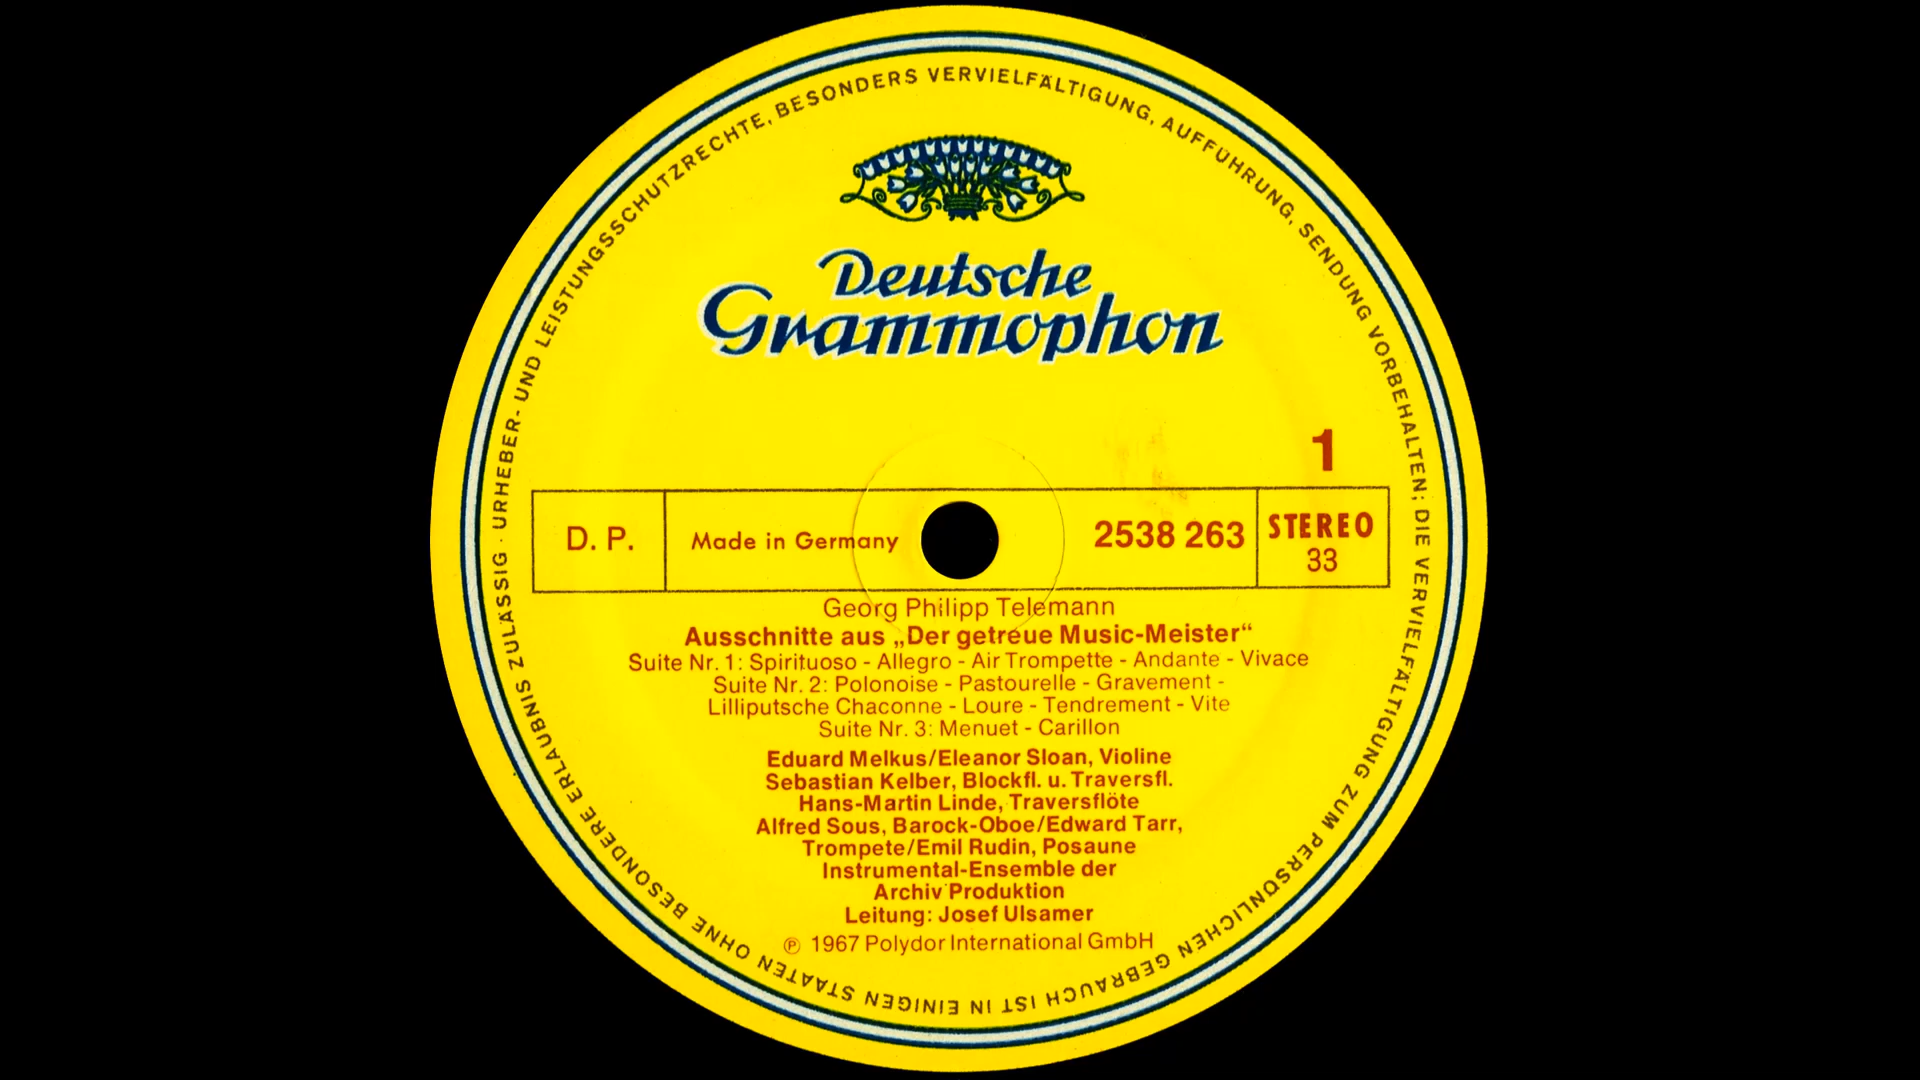 URHEBER- UND LEISTUNGSSCHUTZRECHTE, BESONDERS VERVIELFÄLTIGUNG, AUFFÜHRUNG, SENDUNG VORBEHALTEN; DIE VERVIELFÄLTIGUNG ZUM PERSÖNLICHEN GEBRAUCH IST IN EINIGEN STAATEN OHNE BESONDERE ERLAUBNIS ZULÄSSIG ·
Deutsche
Grammophon
1
D. P.
Made in Germany
2538 263
STEREO
33
Georg Philipp Telemann
Ausschnitte aus „Der getreue Music-Meister“
Suite Nr. 1: Spirituoso - Allegro - Air Trompette - Andante - Vivace
Suite Nr. 2: Polonoise - Pastourelle - Gravement -
Lilliputsche Chaconne - Loure - Tendrement - Vite
Suite Nr. 3: Menuet - Carillon
Eduard Melkus/Eleanor Sloan, Violine
Sebastian Kelber, Blockfl. u. Traversfl.
Hans-Martin Linde, Traversflöte
Alfred Sous, Barock-Oboe/Edward Tarr,
Trompete/Emil Rudin, Posaune
Instrumental-Ensemble der
Archiv Produktion
Leitung: Josef Ulsamer
℗ 1967 Polydor International GmbH